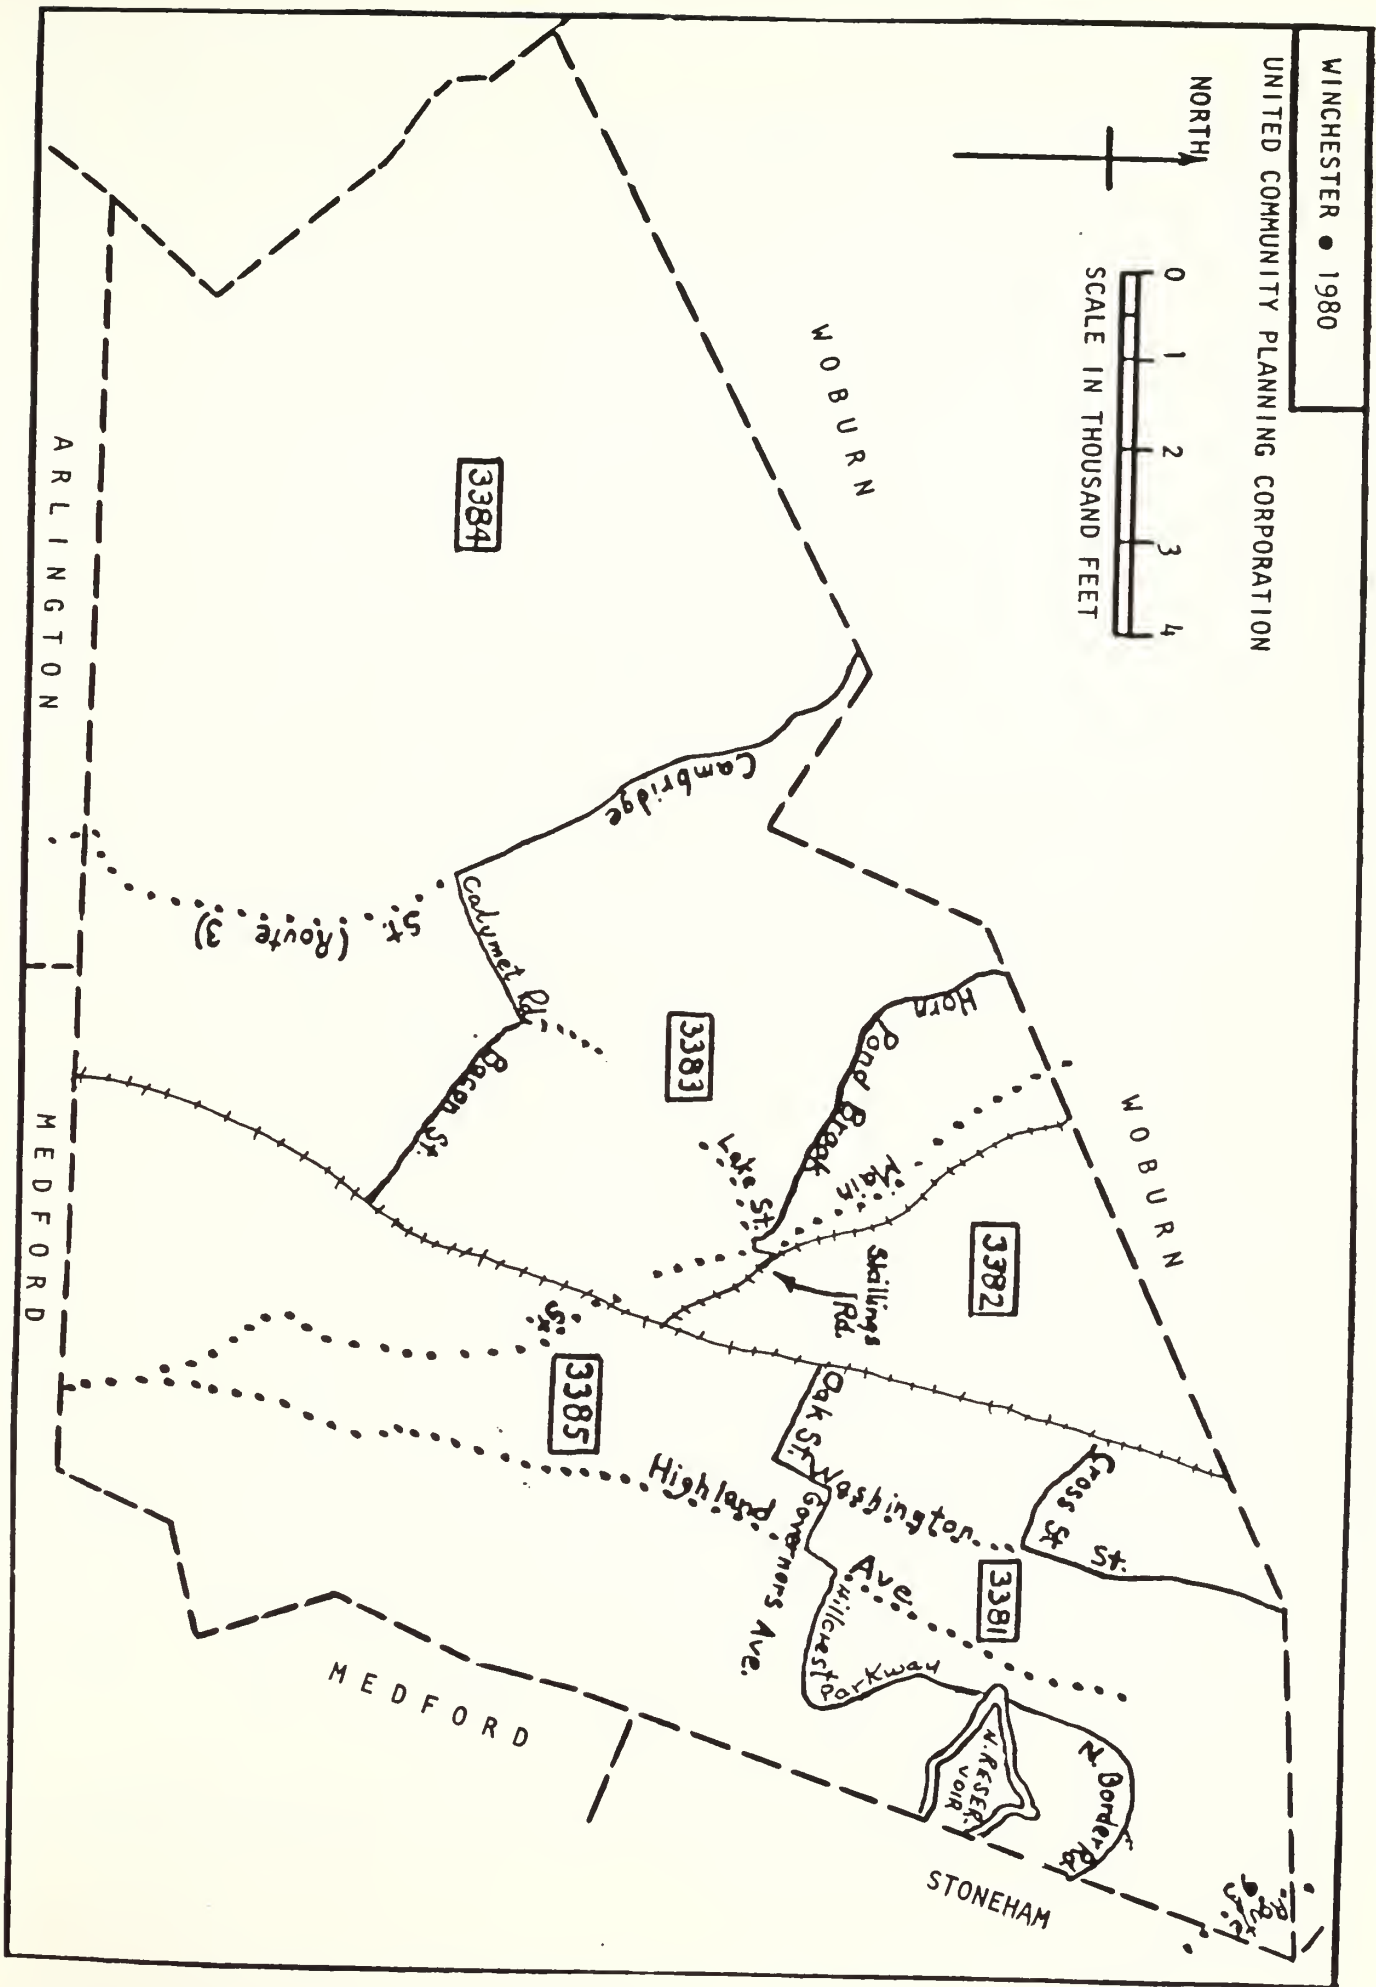 WINCHESTER ● 1980
UNITED COMMUNITY PLANNING CORPORATION
NORTH
0 1 2 3 4
SCALE IN THOUSAND FEET
WOBURN
WOBURN
STONEHAM
MEDFORD
MEDFORD
ARLINGTON
3384
3383
3382
3385
3381
Cambridge
St. (Route 3)
Calumet Rd.
Bacon St.
Horn
Pond Brook
Lake St.
Main
St.
Skillings
Rd.
Oak St.
Washington
St.
Cross St
Highland
Ave.
Governors Ave.
Hillcrest
Parkway
N. RESER-
VOIR
N. Border Rd.